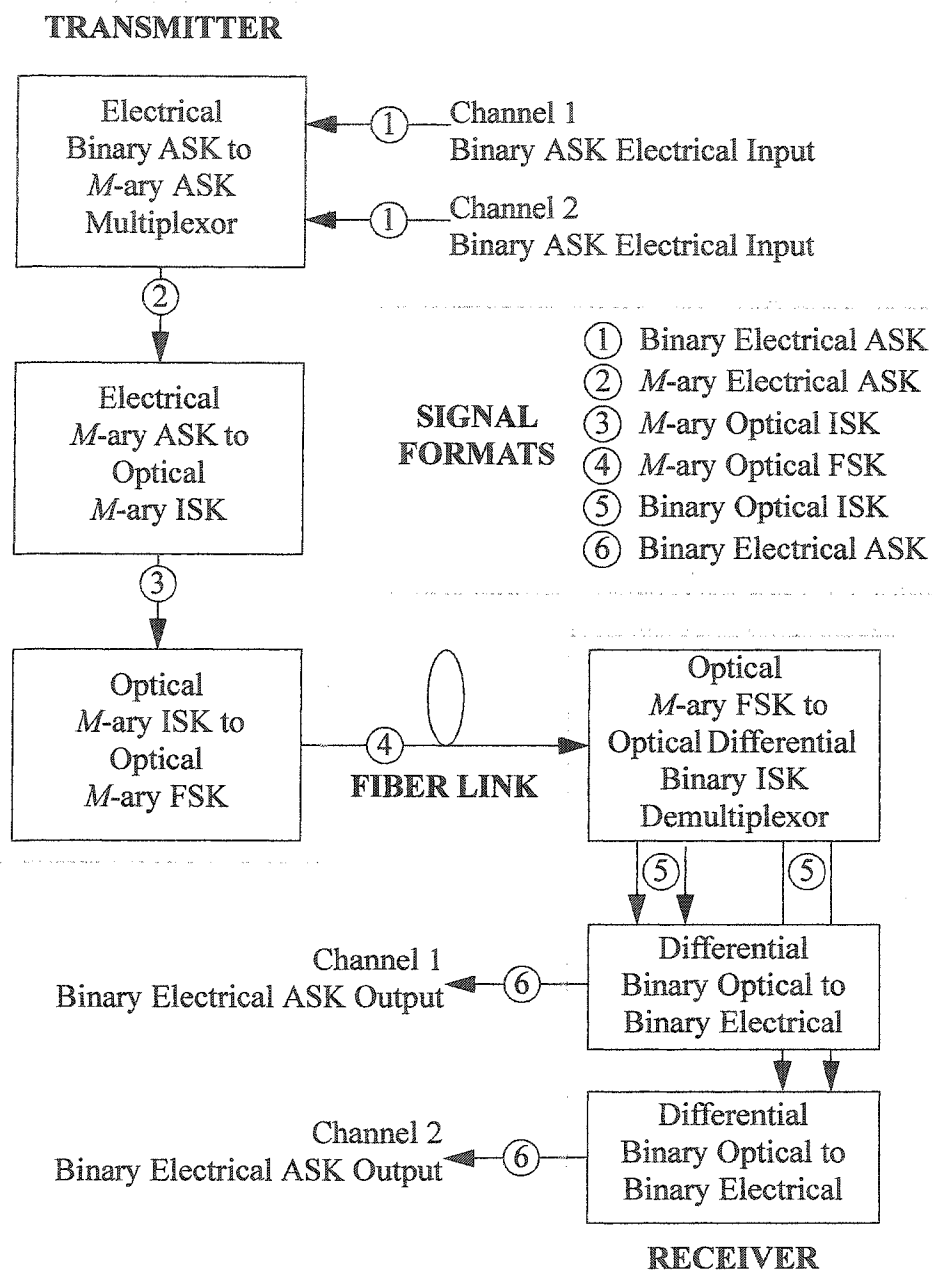 TRANSMITTER
Electrical
Binary ASK to
M-ary ASK
Multiplexor
1
Channel 1
Binary ASK Electrical Input
1
Channel 2
Binary ASK Electrical Input
2
Electrical
M-ary ASK to
Optical
M-ary ISK
SIGNAL
FORMATS
1 Binary Electrical ASK
2 M-ary Electrical ASK
3 M-ary Optical ISK
4 M-ary Optical FSK
5 Binary Optical ISK
6 Binary Electrical ASK
3
Optical
M-ary ISK to
Optical
M-ary FSK
4
FIBER LINK
Optical
M-ary FSK to
Optical Differential
Binary ISK
Demultiplexor
5
5
Differential
Binary Optical to
Binary Electrical
6
Channel 1
Binary Electrical ASK Output
Differential
Binary Optical to
Binary Electrical
6
Channel 2
Binary Electrical ASK Output
RECEIVER